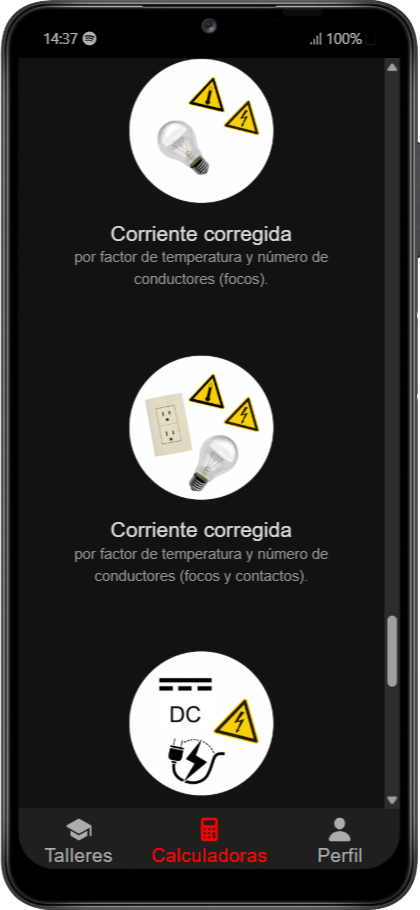 14:37 100%
Corriente corregida
por factor de temperatura y número de
conductores (focos).
Corriente corregida
por factor de temperatura y número de
conductores (focos y contactos).
DC
Talleres Calculadoras Perfil